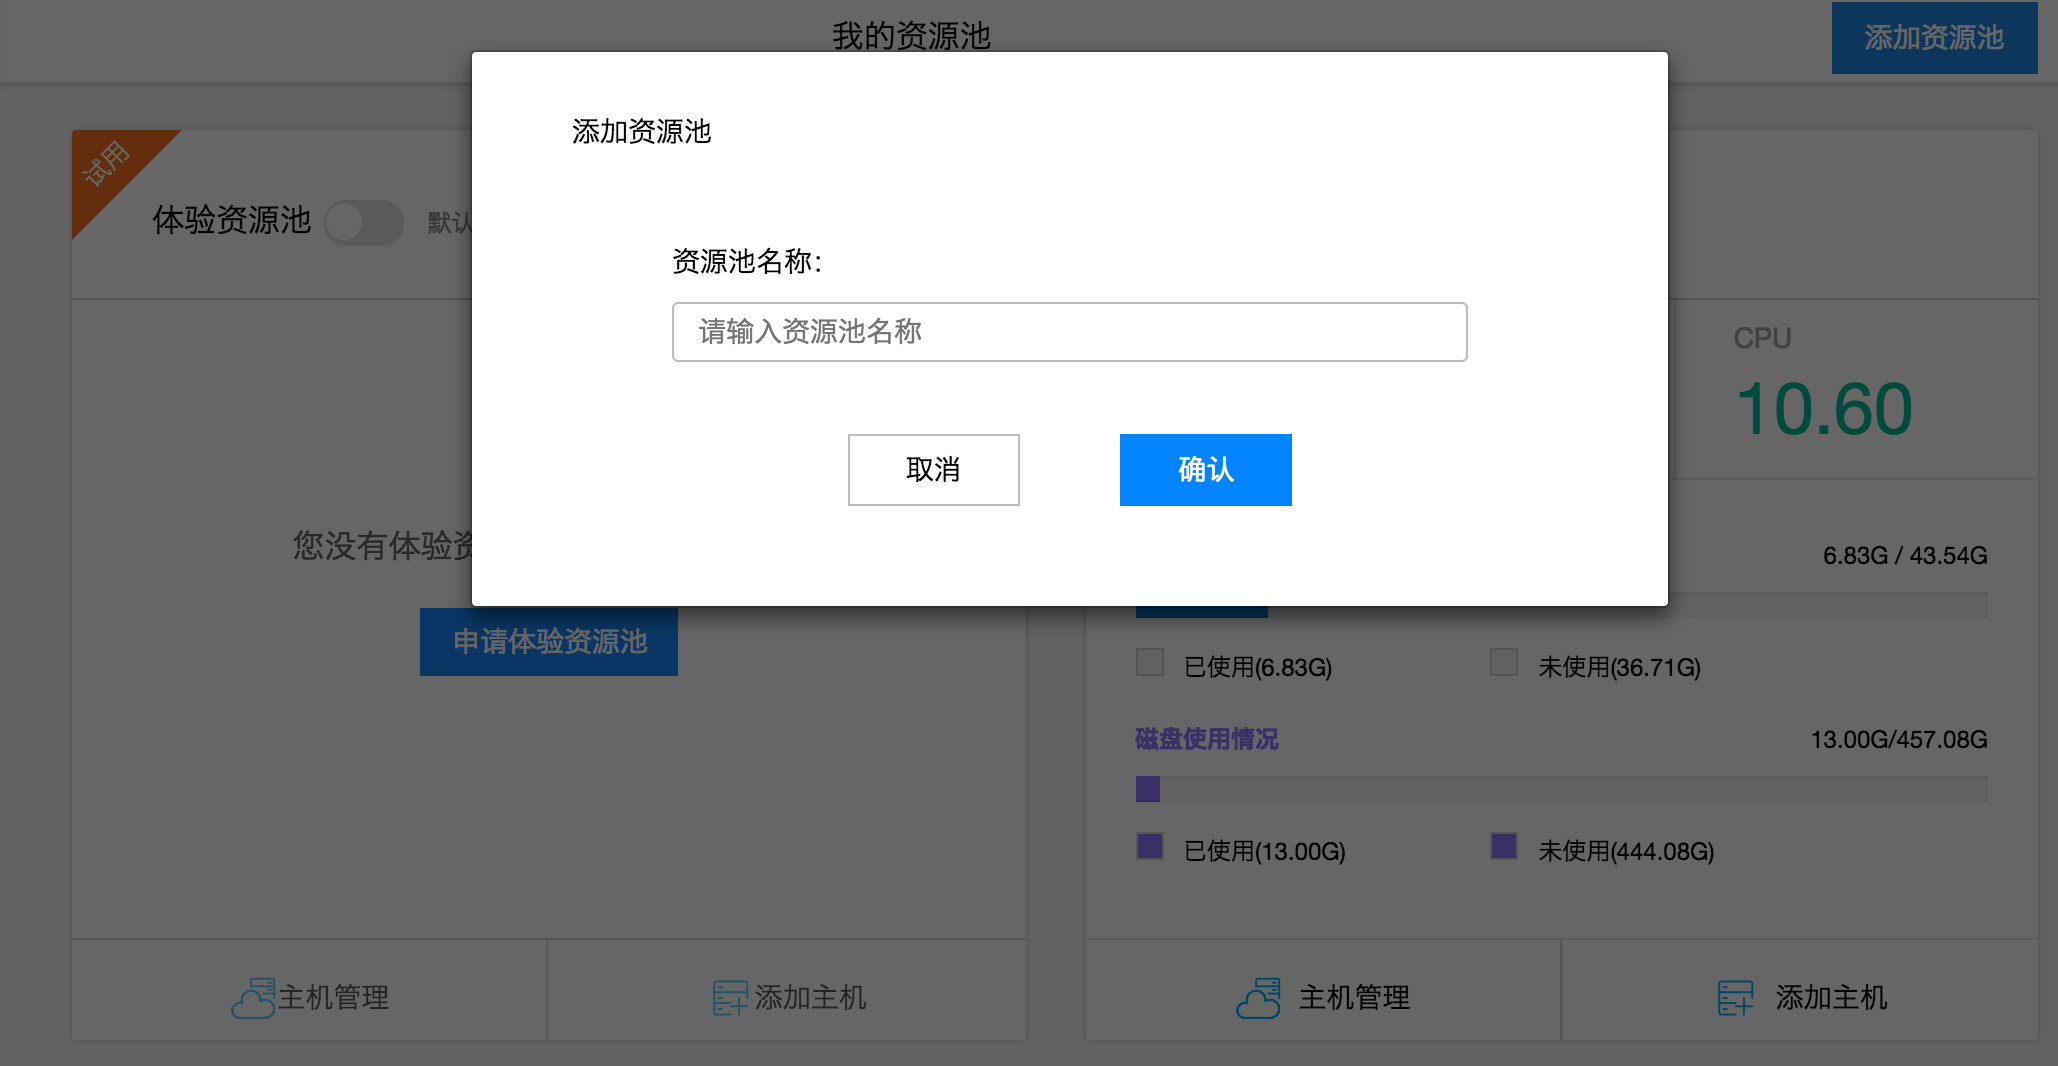 我的资源池
添加资源池
添加资源池
资源池名称：
请输入资源池名称
取消
确认
试用
体验资源池
默认
您没有体验资
申请体验资源池
主机管理
添加主机
CPU
10.60
6.83G / 43.54G
已使用(6.83G)
未使用(36.71G)
磁盘使用情况
13.00G/457.08G
已使用(13.00G)
未使用(444.08G)
主机管理
添加主机